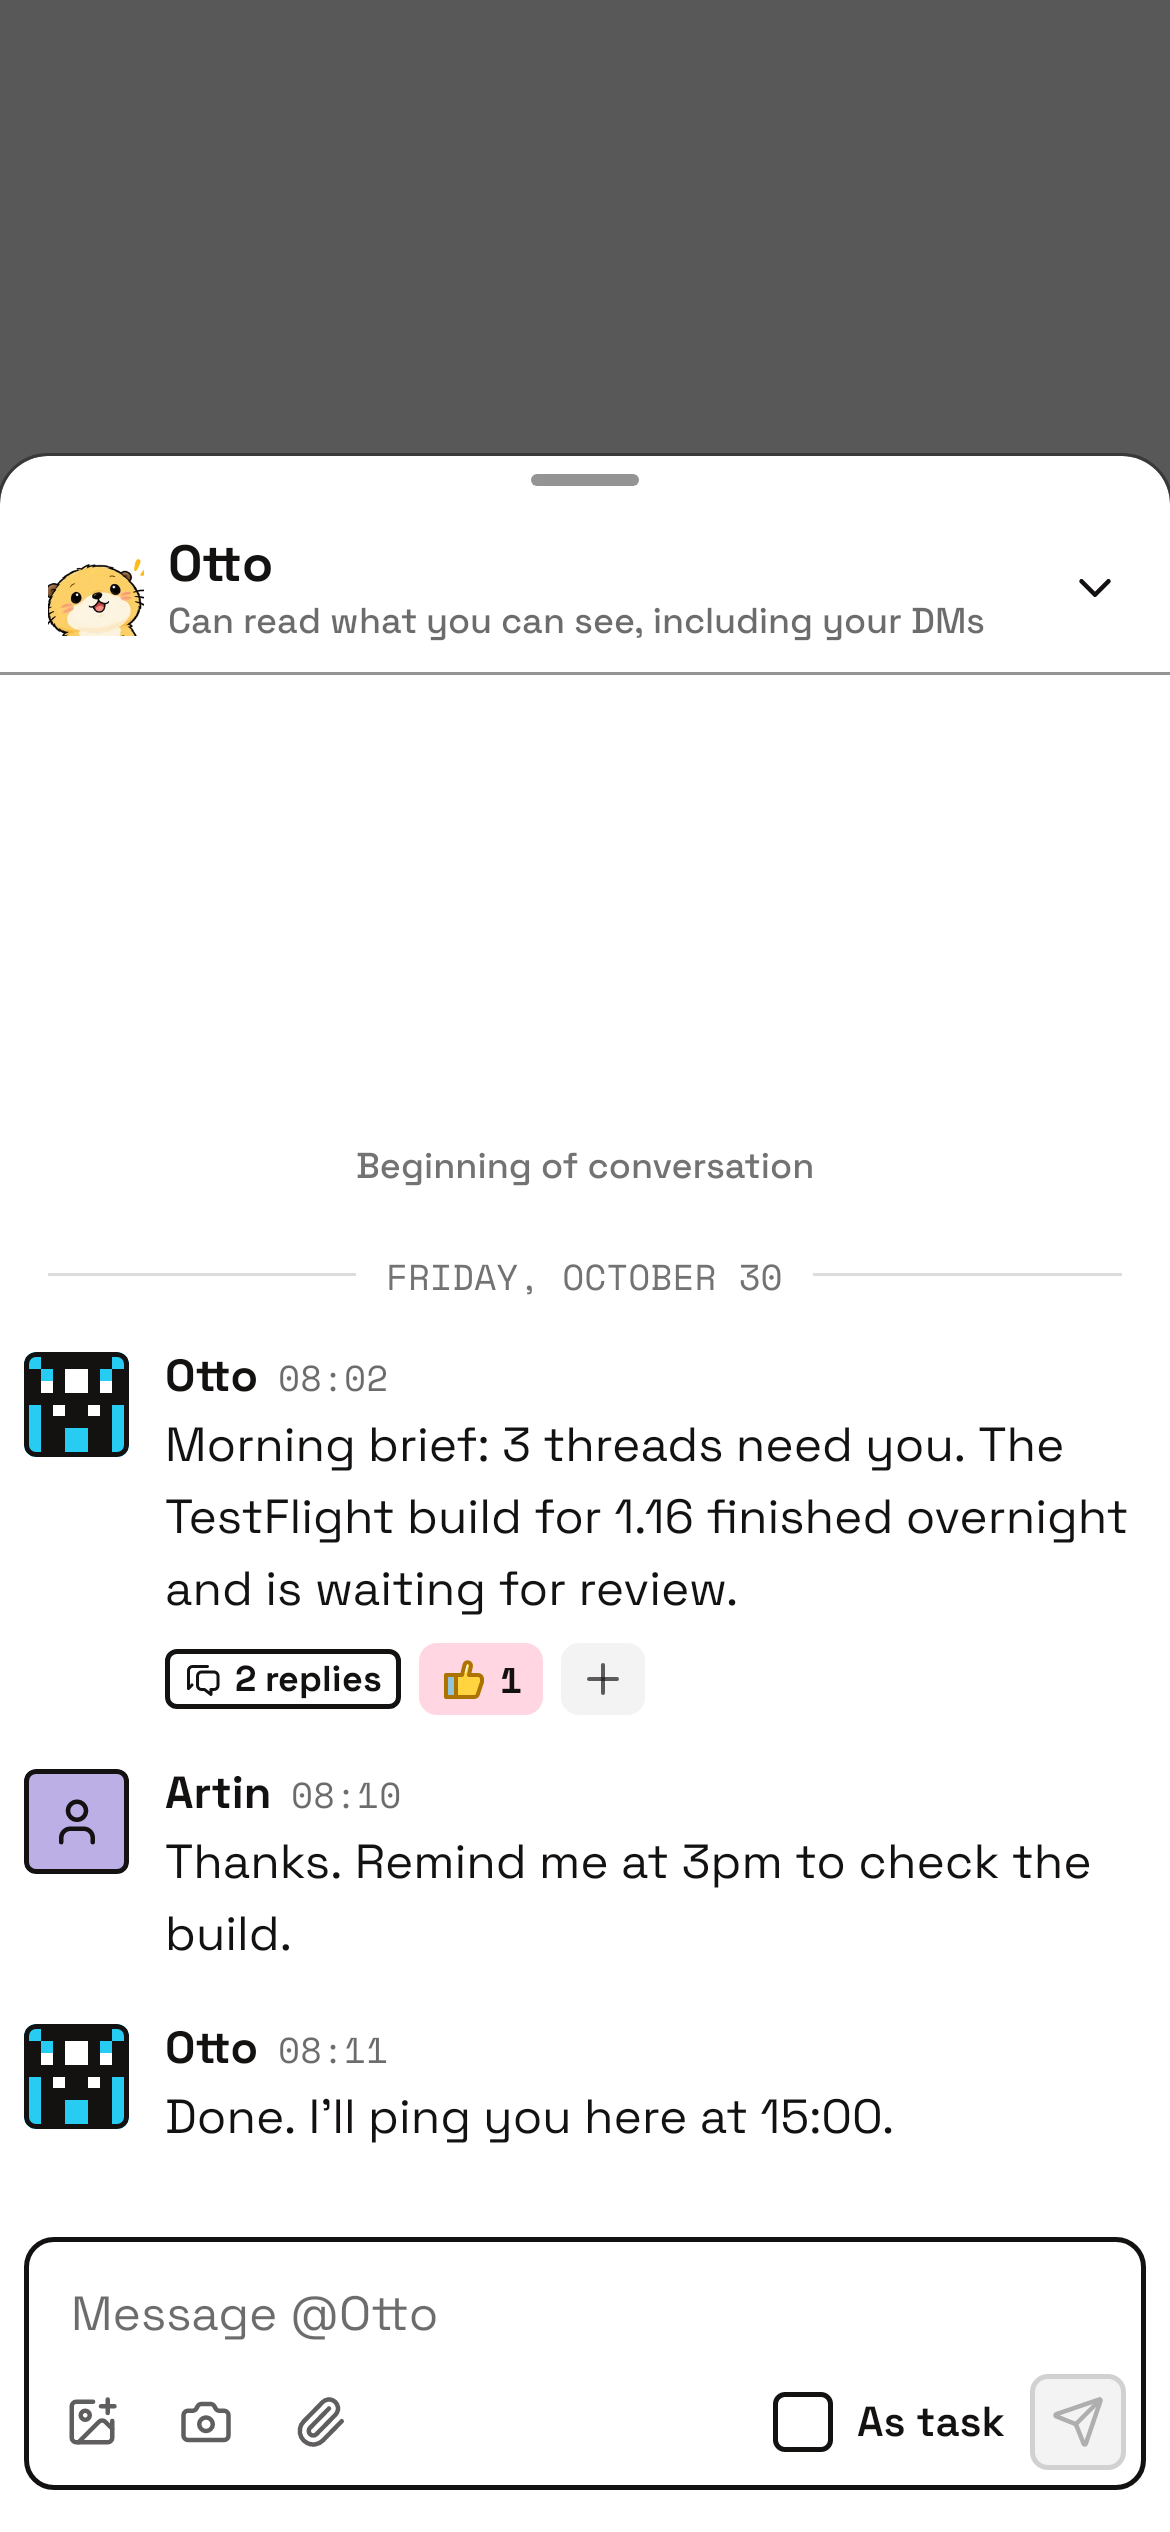 Otto
Can read what you can see, including your DMs
Beginning of conversation
FRIDAY, OCTOBER 30
Otto 08:02
Morning brief: 3 threads need you. The
TestFlight build for 1.16 finished overnight
and is waiting for review.
2 replies 1
Artin 08:10
Thanks. Remind me at 3pm to check the
build.
Otto 08:11
Done. I’ll ping you here at 15:00.
Message @Otto
As task